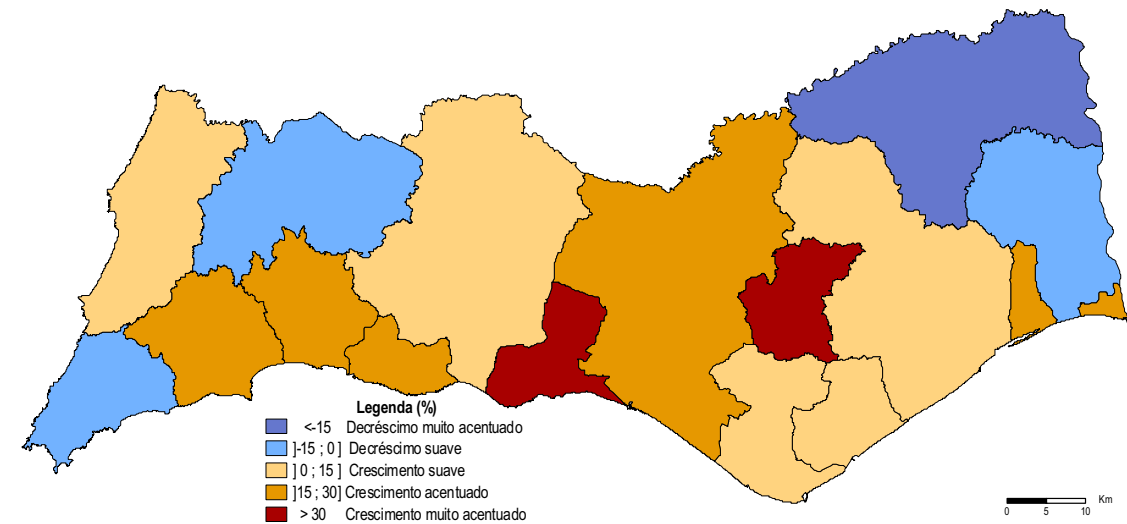 Legenda (%)
<-15 Decréscimo muito acentuado
]-15 ; 0] Decréscimo suave
] 0 ; 15] Crescimento suave
]15 ; 30] Crescimento acentuado
> 30 Crescimento muito acentuado
Km
0 5 10